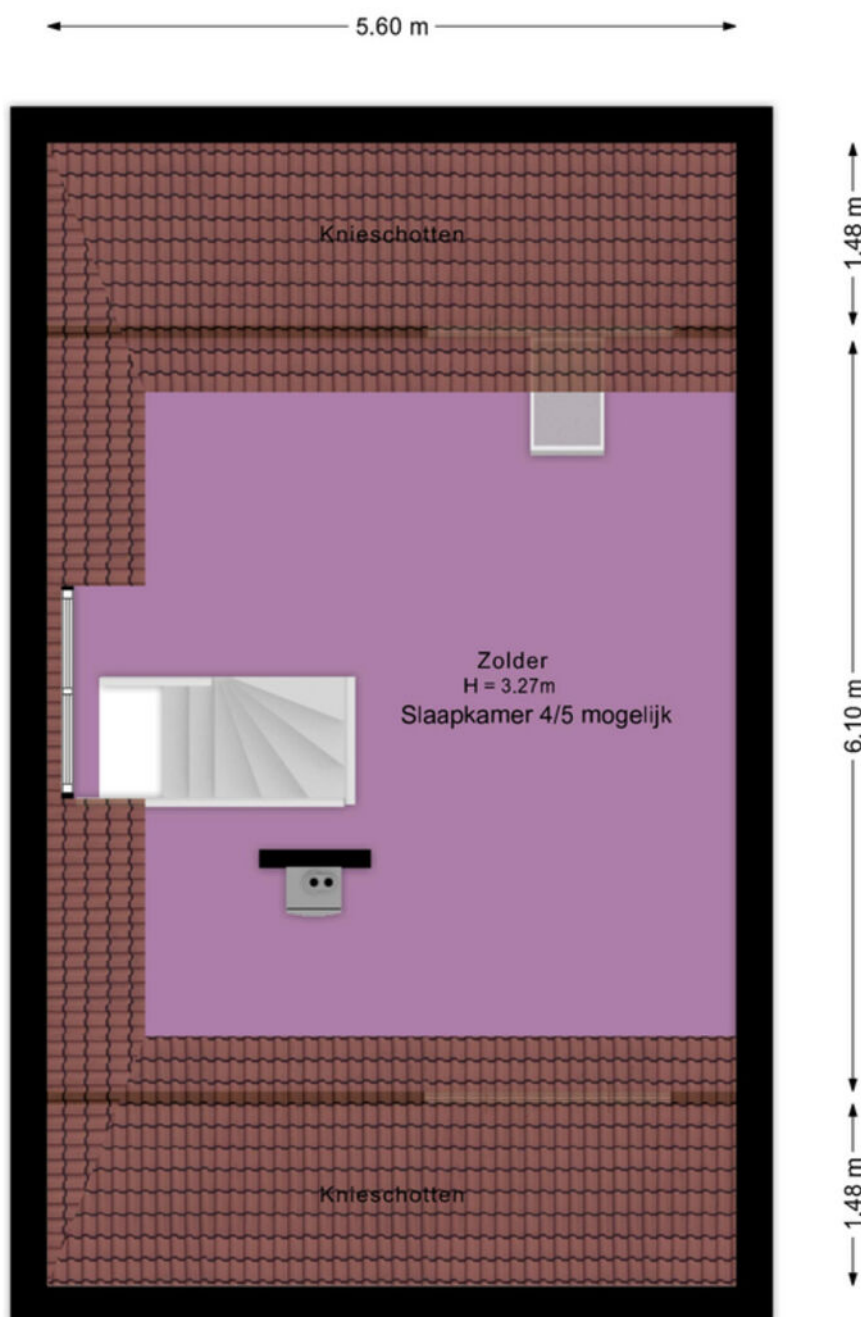 5.60 m
Knieschotten
1.48 m
Zolder
H = 3.27m
Slaapkamer 4/5 mogelijk
6.10 m
Knieschotten
1.48 m